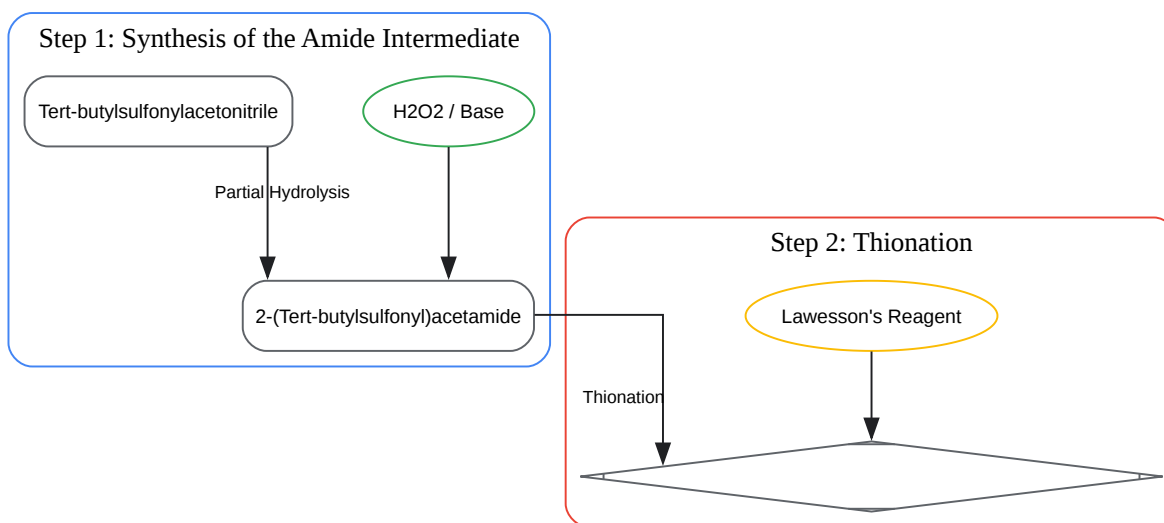 Step 1: Synthesis of the Amide Intermediate
Tert-butylsulfonylacetonitrile
H2O2 / Base
Partial Hydrolysis
2-(Tert-butylsulfonyl)acetamide
Step 2: Thionation
Lawesson's Reagent
Thionation